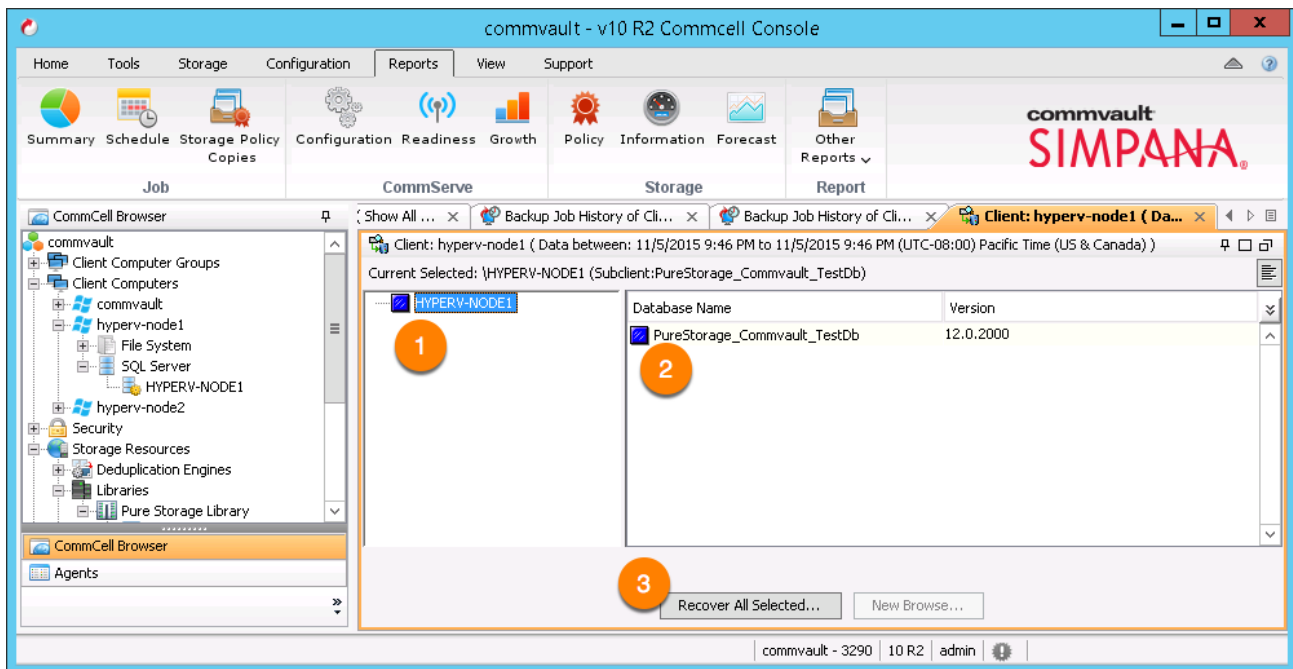 commvault - v10 R2 Commcell Console
Home Tools Storage Configuration Reports View Support
Summary Schedule Storage Policy Copies
Configuration Readiness Growth
Policy Information Forecast
Other Reports
Job CommServe Storage Report
commvault
SIMPANA®
CommCell Browser
Show All ... Backup Job History of Cli... Backup Job History of Cli... Client: hyperv-node1 ( Da...
commvault
Client Computer Groups
Client Computers
commvault
hyperv-node1
File System
SQL Server
HYPERV-NODE1
hyperv-node2
Security
Storage Resources
Deduplication Engines
Libraries
Pure Storage Library
CommCell Browser
Agents
Client: hyperv-node1 ( Data between: 11/5/2015 9:46 PM to 11/5/2015 9:46 PM (UTC-08:00) Pacific Time (US & Canada) )
Current Selected: \HYPERV-NODE1 (Subclient:PureStorage_Commvault_TestDb)
HYPERV-NODE1
1
Database Name Version
PureStorage_Commvault_TestDb 12.0.2000
2
3
Recover All Selected... New Browse...
commvault - 3290 10 R2 admin